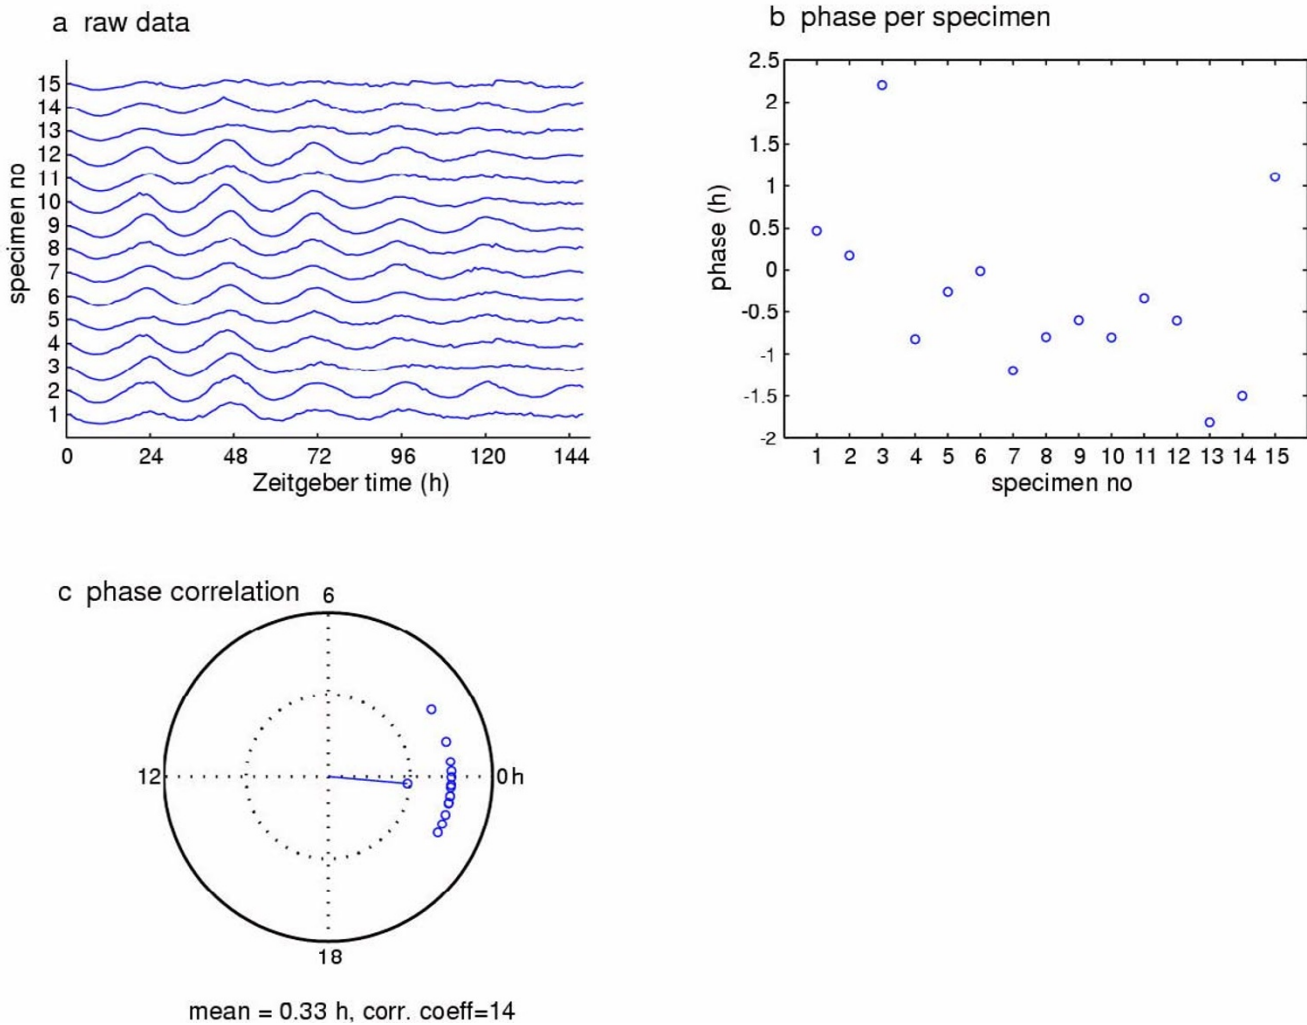 a raw data
15
14
13
12
11
10
9
8
7
6
5
4
3
2
1
specimen no
0 24 48 72 96 120 144
Zeitgeber time (h)
b phase per specimen
2.5
2
1.5
1
0.5
0
-0.5
-1
-1.5
-2
phase (h)
1 2 3 4 5 6 7 8 9 10 11 12 13 14 15
specimen no
c phase correlation
6
12
0h
18
mean = 0.33 h, corr. coeff=14